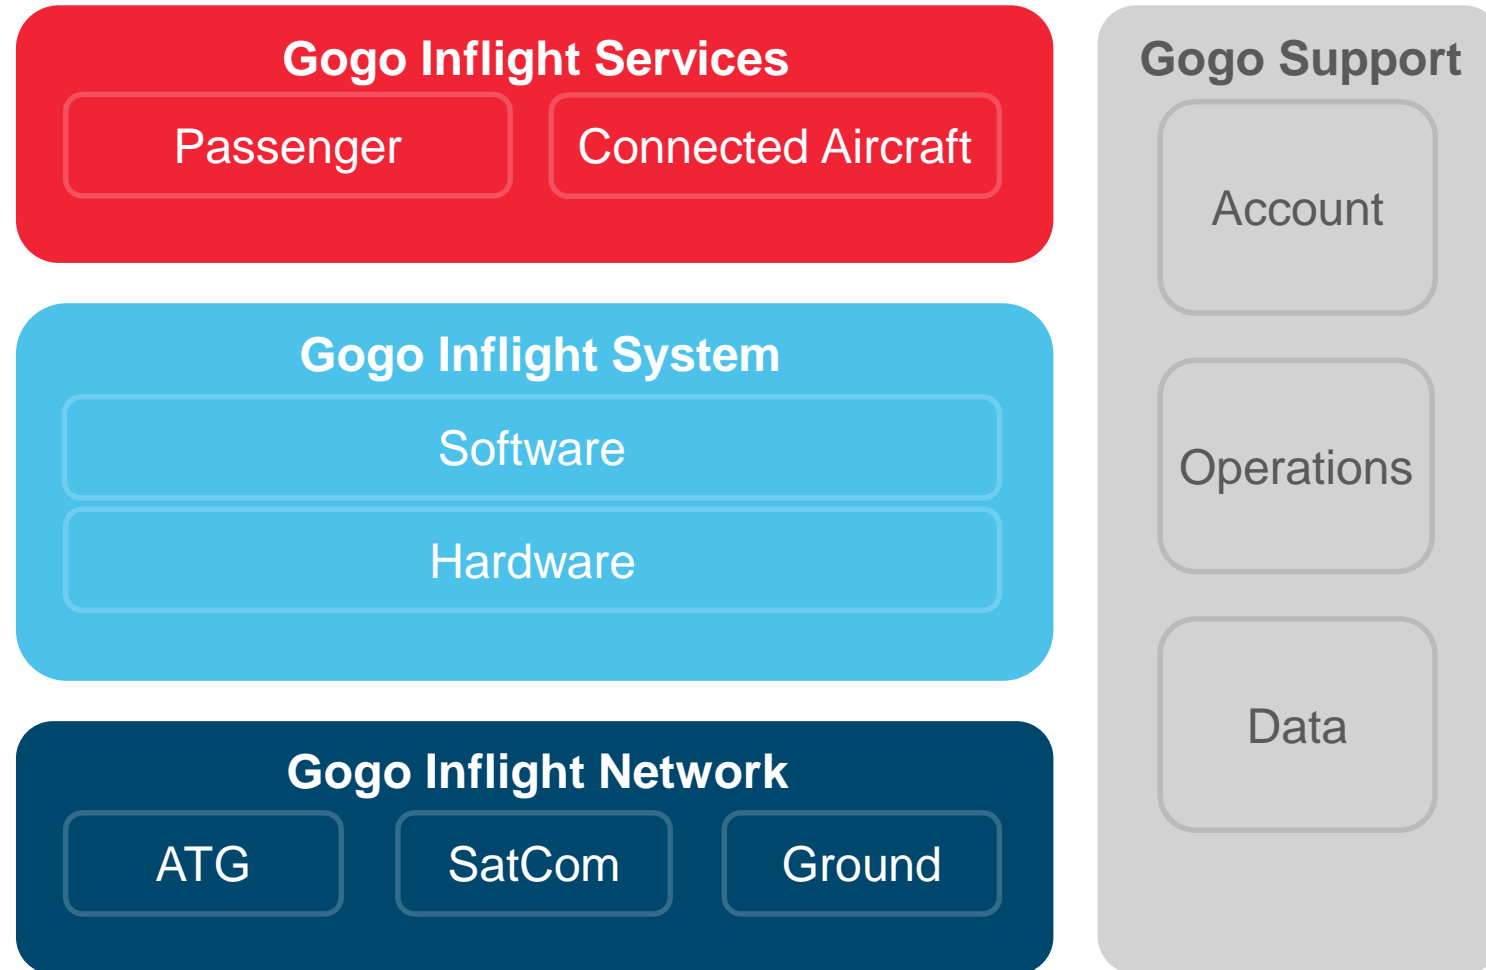 Gogo Inflight Services
Passenger
Connected Aircraft
Gogo Inflight System
Software
Hardware
Gogo Inflight Network
ATG
SatCom
Ground
Gogo Support
Account
Operations
Data